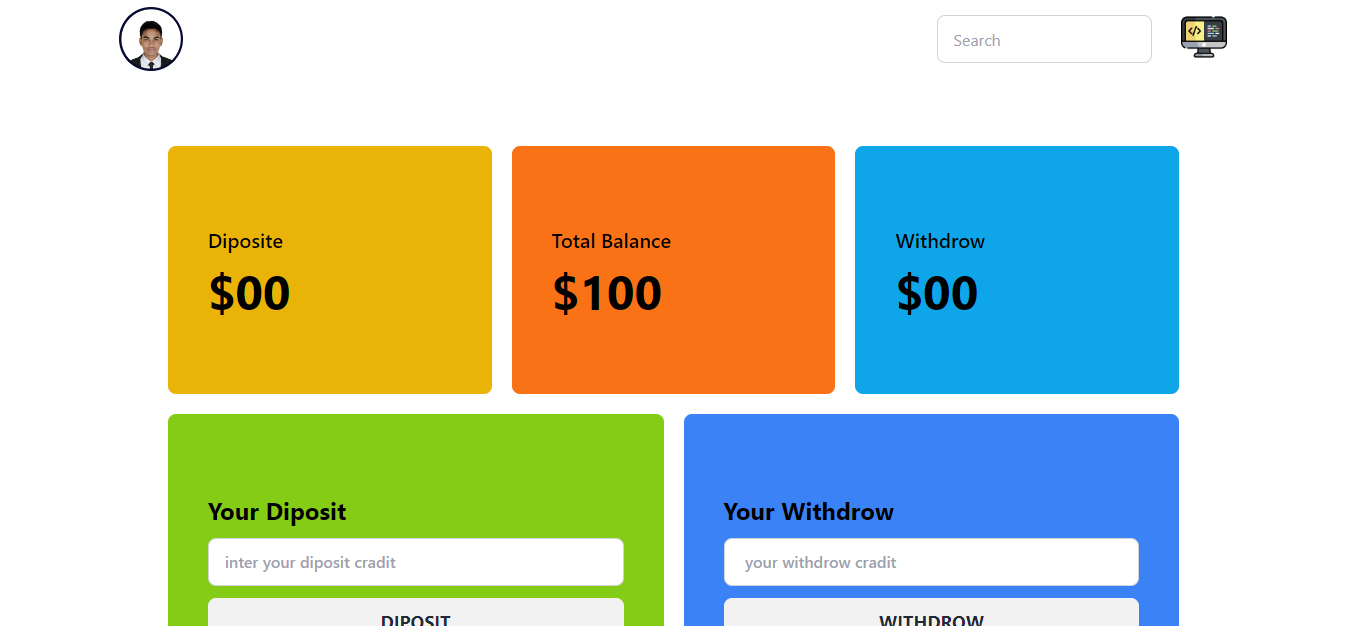 Search
Diposite
$00
Total Balance
$100
Withdrow
$00
Your Diposit
inter your diposit cradit
DIPOSIT
Your Withdrow
your withdrow cradit
WITHDROW